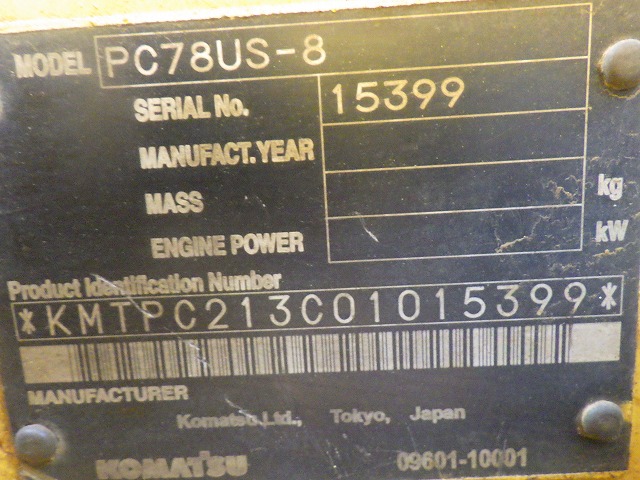 MODEL PC78US-8
SERIAL No. 15399
MANUFACT. YEAR
MASS kg
ENGINE POWER kW
Product Identification Number
*KMTPC213C01015399*
MANUFACTURER
Komatsu Ltd., Tokyo, Japan
KOMATSU 09601-10001